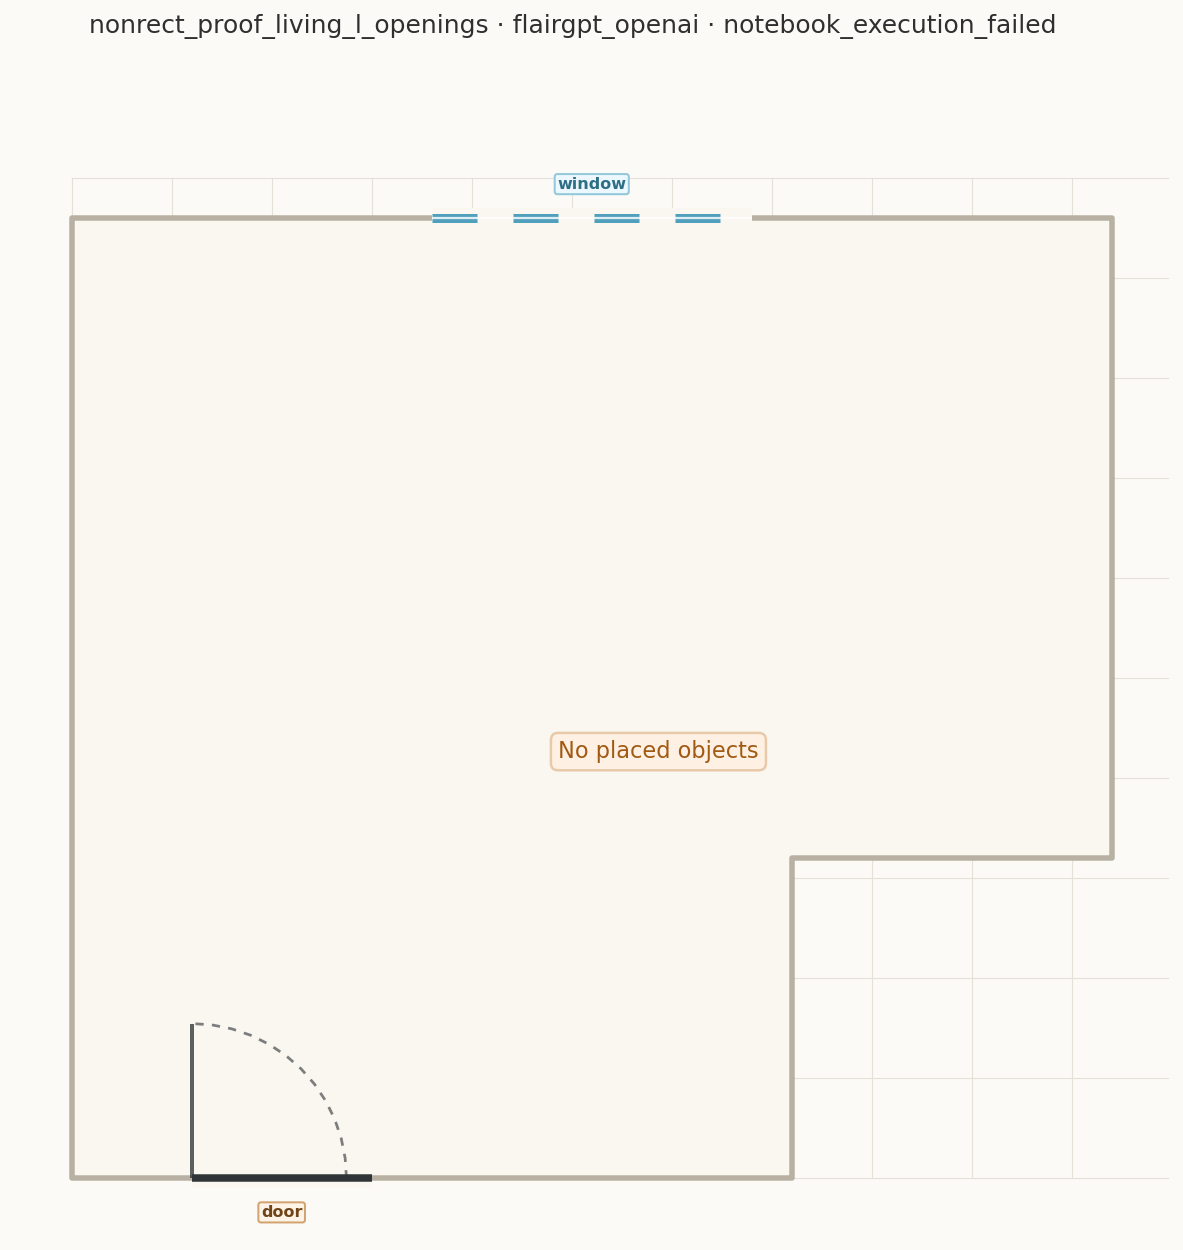 nonrect_proof_living_l_openings · flairgpt_openai · notebook_execution_failed
window
No placed objects
door